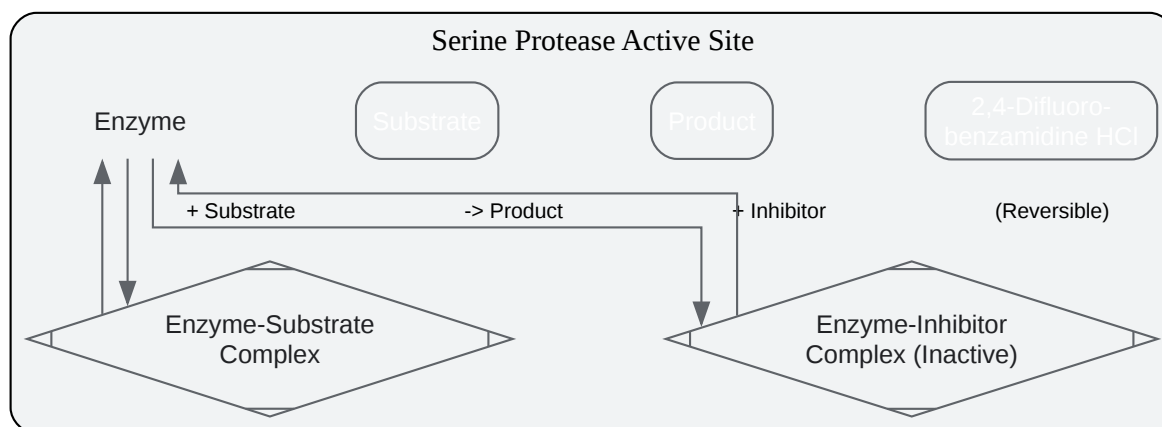 Serine Protease Active Site
Enzyme
Substrate
Product
2,4-Difluoro-
benzamidine HCl
+ Substrate
-> Product
+ Inhibitor
(Reversible)
Enzyme-Substrate
Complex
Enzyme-Inhibitor
Complex (Inactive)